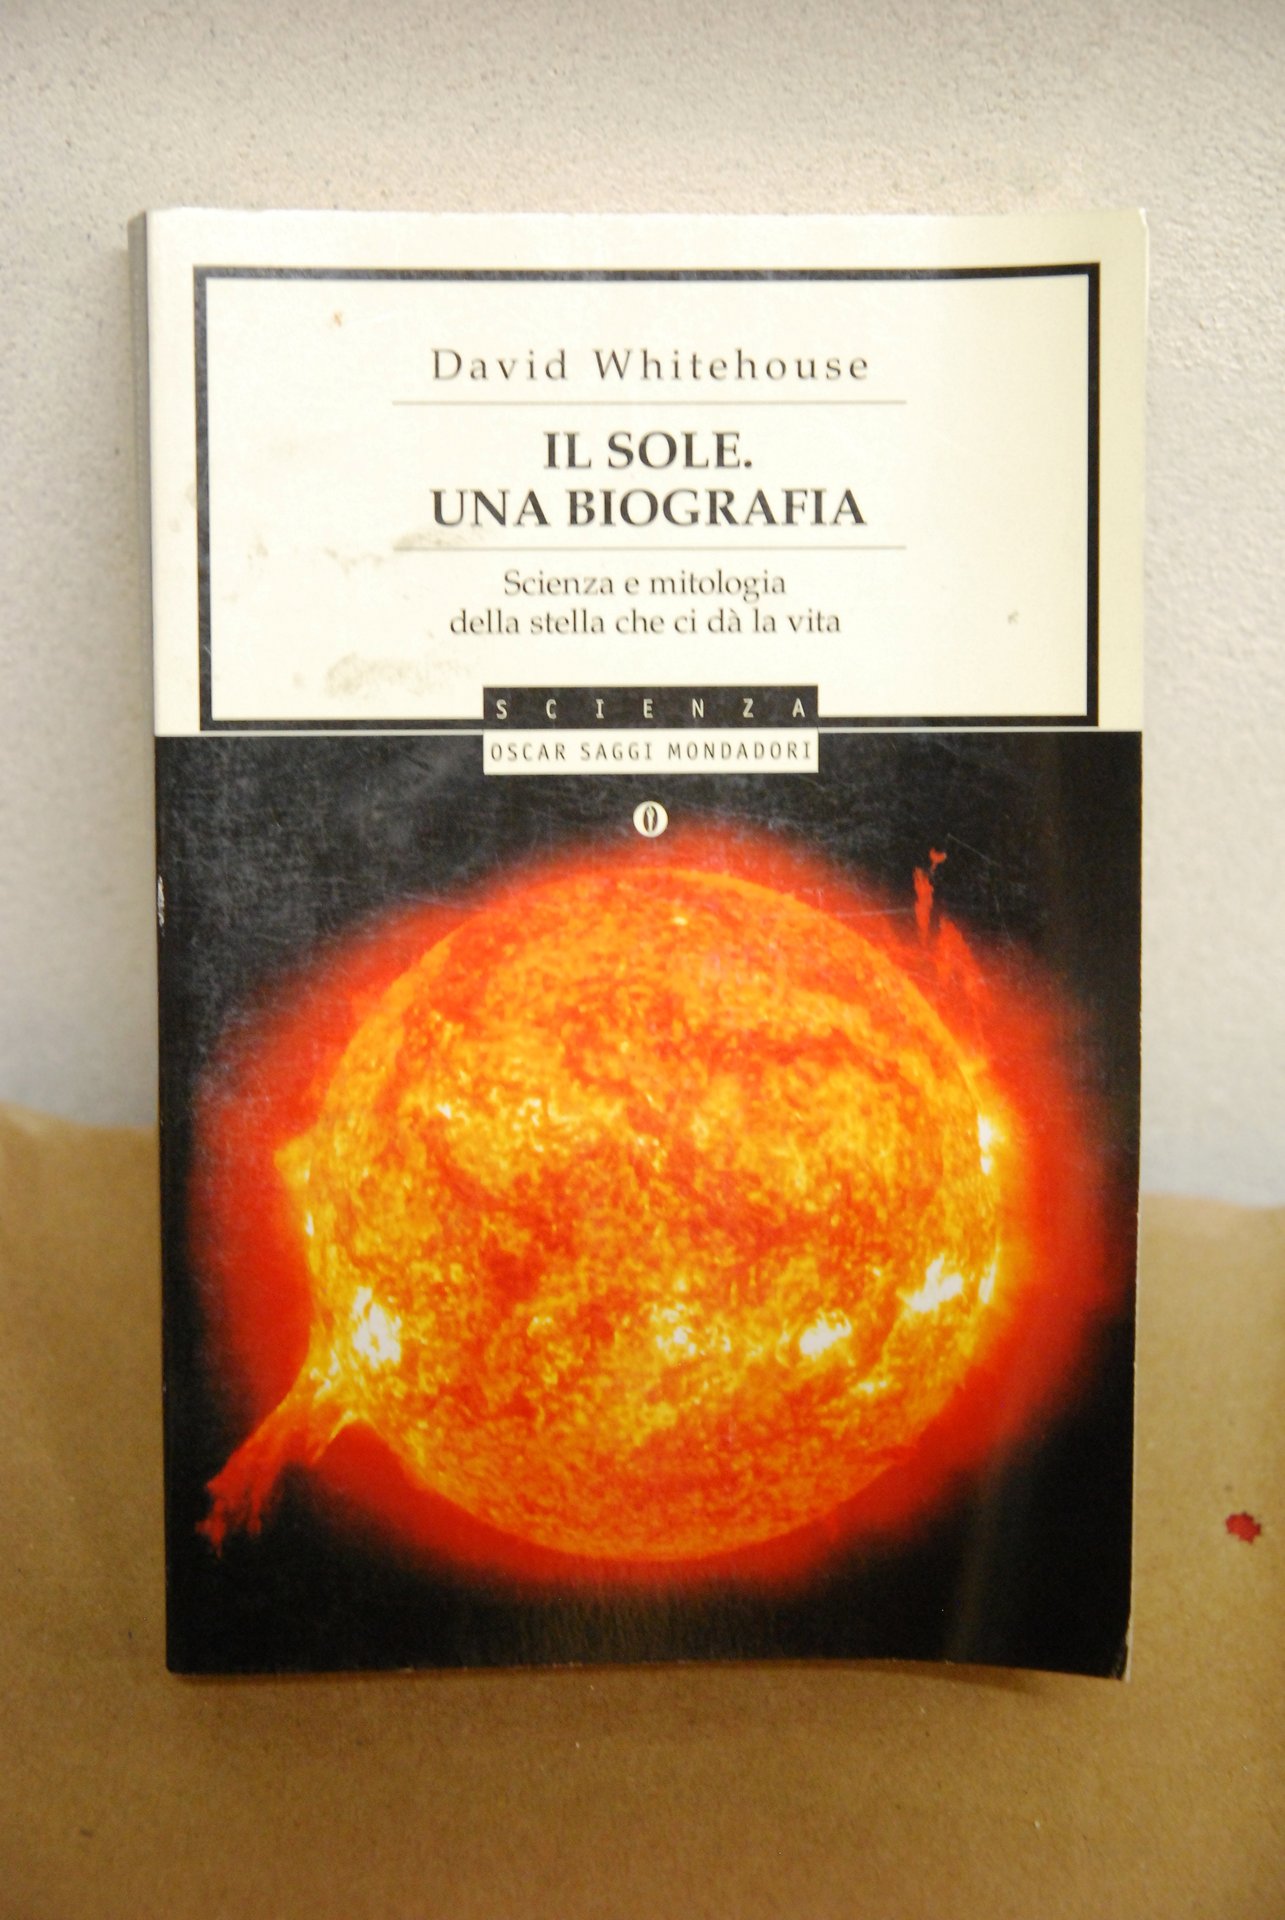 David Whitehouse
IL SOLE.
UNA BIOGRAFIA
Scienza e mitologia
della stella che ci dà la vita
SCIENZA
OSCAR SAGGI MONDADORI